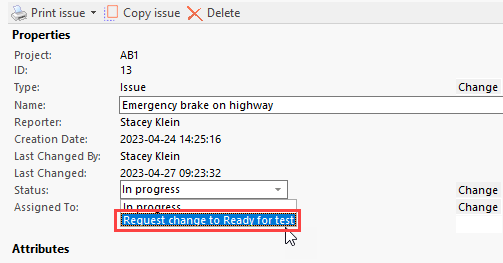 Print issue Copy issue Delete
Properties
Project: AB1
ID: 13
Type: Issue Change
Name: Emergency brake on highway
Reporter: Stacey Klein
Creation Date: 2023-04-24 14:25:16
Last Changed By: Stacey Klein
Last Changed: 2023-04-27 09:23:32
Status: In progress Change
Assigned To: In progress Change
Request change to Ready for test
Attributes